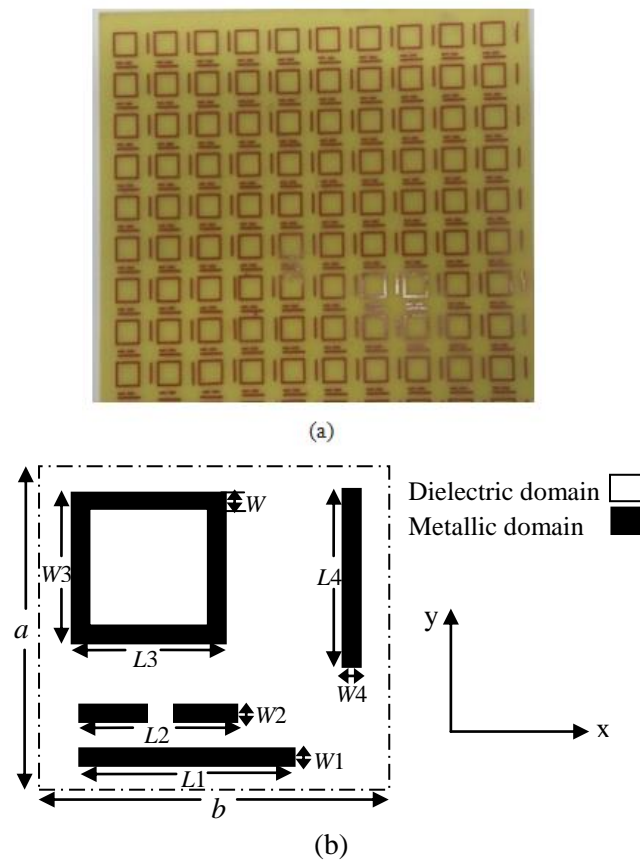 (a)
W
Dielectric domain
Metallic domain
W3
L4
a
L3
y
W4
W2
L2
x
W1
L1
b
(b)